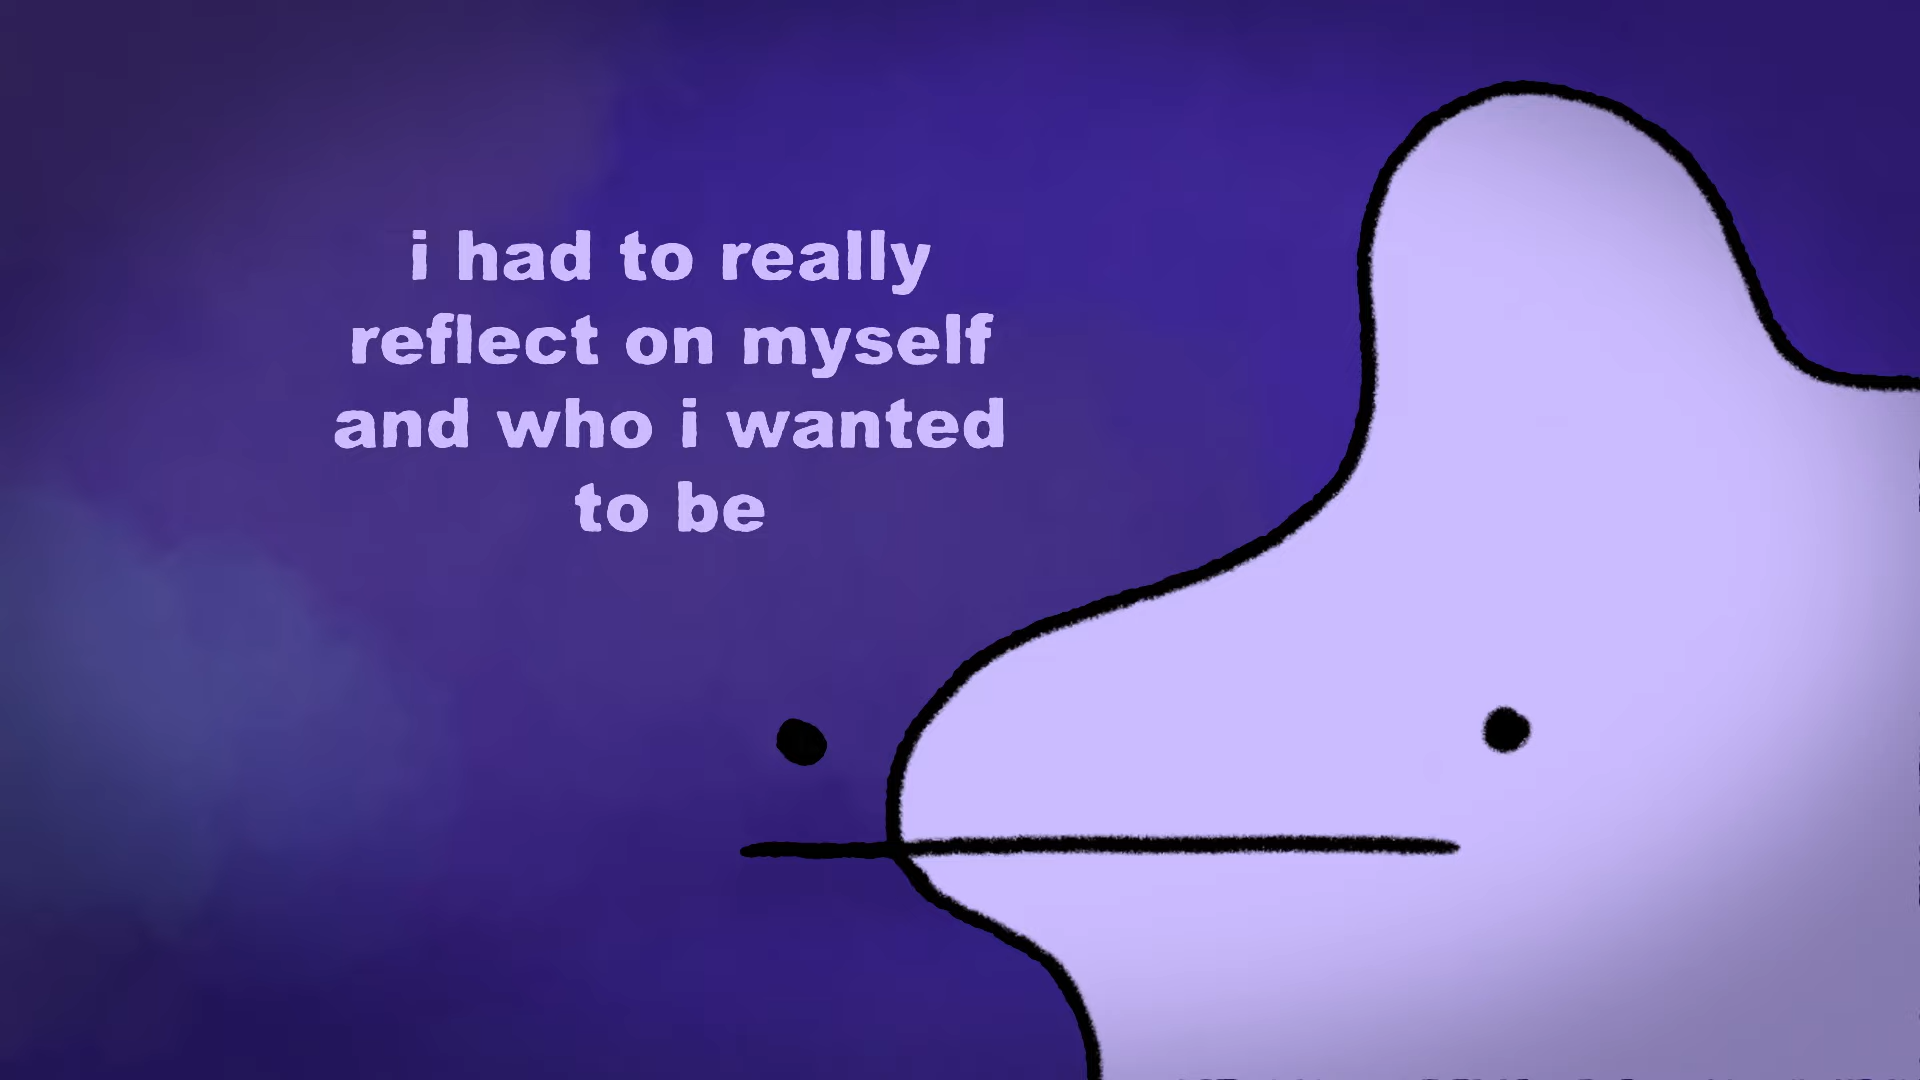 i had to really
reflect on myself
and who i wanted
to be